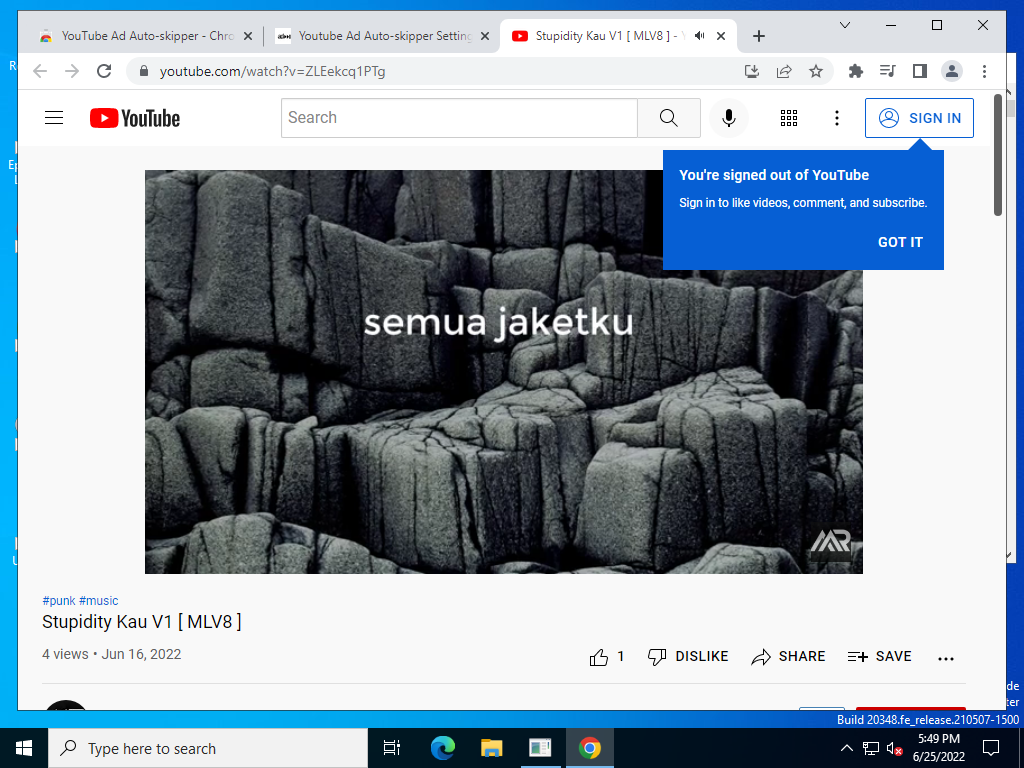 YouTube Ad Auto-skipper - Chro
Youtube Ad Auto-skipper Setting
Stupidity Kau V1 [ MLV8 ] - Y
youtube.com/watch?v=ZLEekcq1PTg
YouTube
Search
SIGN IN
You're signed out of YouTube
Sign in to like videos, comment, and subscribe.
GOT IT
semua jaketku
#punk #music
Stupidity Kau V1 [ MLV8 ]
4 views • Jun 16, 2022
1
DISLIKE
SHARE
SAVE
Build 20348.fe_release.210507-1500
Type here to search
5:49 PM
6/25/2022